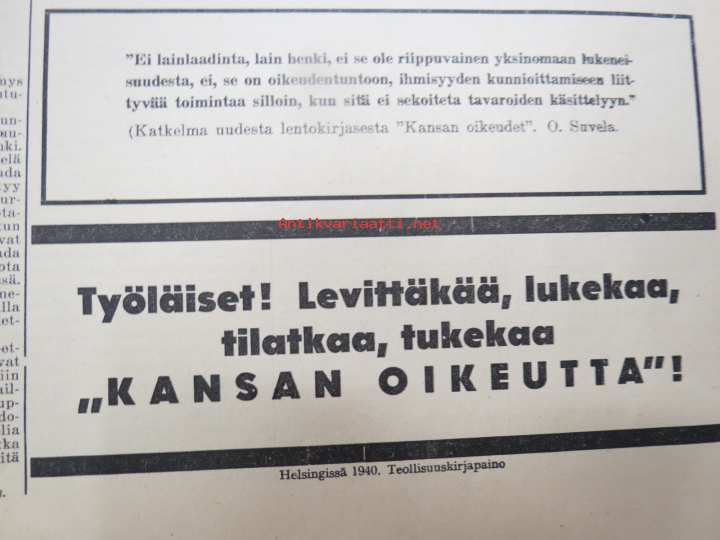 "Ei lainlaadinta, lain henki, ei se ole riippuvainen yksinomaan lukenei-
suudesta, ei, se on oikeudentuntoon, ihmisyyden kunnioittamiseen liit-
tyvää toimintaa silloin, kun sitä ei sekoiteta tavaroiden käsittelyyn."
(Katkelma uudesta lentokirjasesta "Kansan oikeudet". O. Suvela.
Antikvariaatti.net
Työläiset! Levittäkää, lukekaa,
tilatkaa, tukekaa
„KANSAN OIKEUTTA"!
Helsingissä 1940. Teollisuuskirjapaino